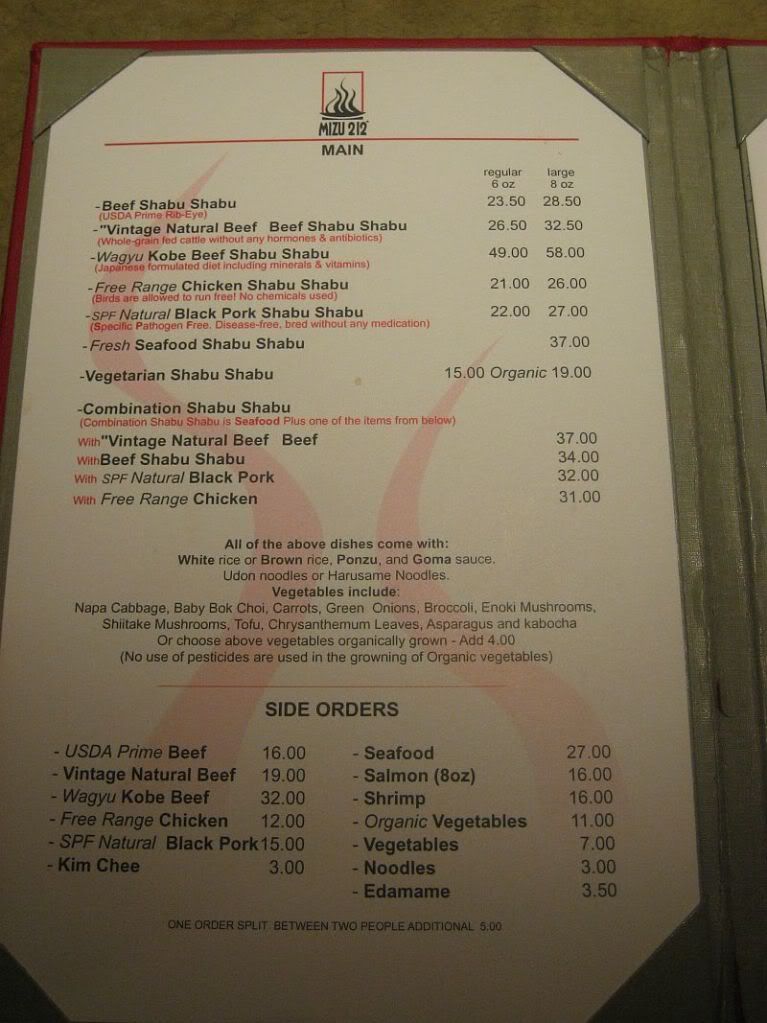 MIZU 212°
MAIN
regular large
6 oz 8 oz
-Beef Shabu Shabu 23.50 28.50
(USDA Prime Rib-Eye)
-"Vintage Natural Beef Beef Shabu Shabu 26.50 32.50
(Whole-grain fed cattle without any hormones & antibiotics)
-Wagyu Kobe Beef Shabu Shabu 49.00 58.00
(Japanese formulated diet including minerals & vitamins)
-Free Range Chicken Shabu Shabu 21.00 26.00
(Birds are allowed to run free! No chemicals used)
-SPF Natural Black Pork Shabu Shabu 22.00 27.00
(Specific Pathogen Free. Disease-free, bred without any medication)
-Fresh Seafood Shabu Shabu 37.00
-Vegetarian Shabu Shabu 15.00 Organic 19.00
-Combination Shabu Shabu
(Combination Shabu Shabu is Seafood Plus one of the items from below)
With"Vintage Natural Beef Beef 37.00
WithBeef Shabu Shabu 34.00
With SPF Natural Black Pork 32.00
With Free Range Chicken 31.00
All of the above dishes come with:
White rice or Brown rice, Ponzu, and Goma sauce.
Udon noodles or Harusame Noodles.
Vegetables include:
Napa Cabbage, Baby Bok Choi, Carrots, Green Onions, Broccoli, Enoki Mushrooms,
Shiitake Mushrooms, Tofu, Chrysanthemum Leaves, Asparagus and kabocha
Or choose above vegetables organically grown - Add 4.00
(No use of pesticides are used in the growning of Organic vegetables)
SIDE ORDERS
- USDA Prime Beef 16.00
- Vintage Natural Beef 19.00
- Wagyu Kobe Beef 32.00
- Free Range Chicken 12.00
- SPF Natural Black Pork 15.00
- Kim Chee 3.00
- Seafood 27.00
- Salmon (8oz) 16.00
- Shrimp 16.00
- Organic Vegetables 11.00
- Vegetables 7.00
- Noodles 3.00
- Edamame 3.50
ONE ORDER SPLIT BETWEEN TWO PEOPLE ADDITIONAL 5.00